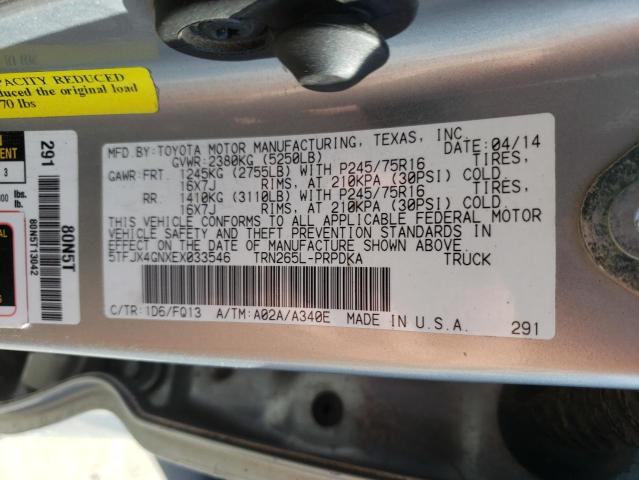 PACITY REDUCED
duced the original load
70 lbs
291
80N5T
80N5T13042
MFD.BY:TOYOTA MOTOR MANUFACTURING, TEXAS, INC. 04/14
GVWR:2380KG (5250LB)
GAWR:FRT. 1245KG (2755LB) WITH P245/75R16 TIRES,
16X7J RIMS, AT 210KPA (30PSI) COLD.
RR. 1410KG (3110LB) WITH P245/75R16 TIRES,
16X7J RIMS, AT 210KPA (30PSI) COLD.
THIS VEHICLE CONFORMS TO ALL APPLICABLE FEDERAL MOTOR
VEHICLE SAFETY AND THEFT PREVENTION STANDARDS IN
EFFECT ON THE DATE OF MANUFACTURE SHOWN ABOVE.
5TFJX4GNXEX033546 TRN265L-PRPDKA TRUCK
C/TR:1D6/FQ13 A/TM:A02A/A340E MADE IN U.S.A. 291